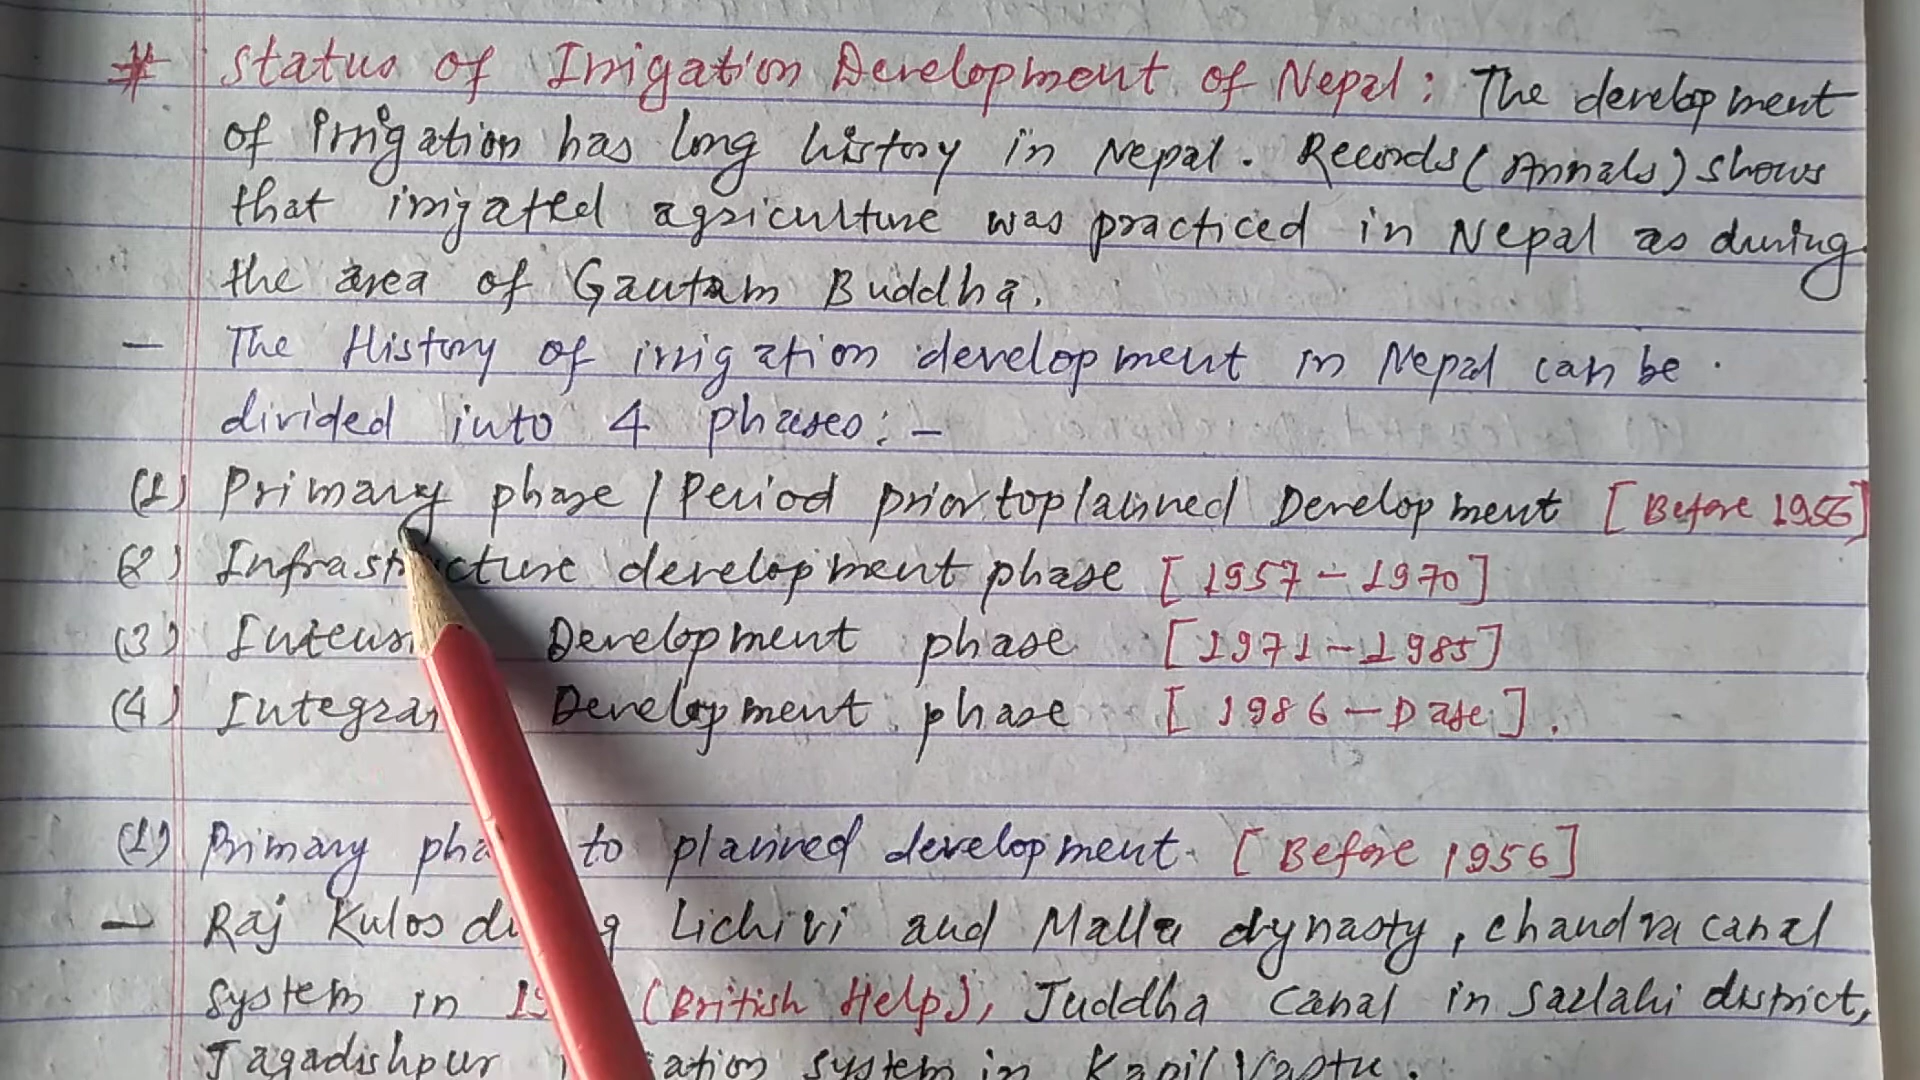 # Status of Irrigation Development of Nepal: The development
of irrigation has long history in Nepal. Records (Annals) shows
that irrigated agriculture was practiced in Nepal as during
the area of Gautam Buddha.
- The History of irrigation development in Nepal can be
divided into 4 phases:-
(1) Primary phase / Period prior to planned Development [Before 1956]
(2) Infrastructure development phase [1957-1970]
(3) Development phase [1971-1985]
(4) Development phase [1986-Date].
(1) Primary to planned development. [Before 1956]
- Raj Kulos Lichivi and Malla dynasty, chandra canal
system in (British Help), Juddha Canal in Sarlahi district,
Jagadishpur system in Kapil Vastu.